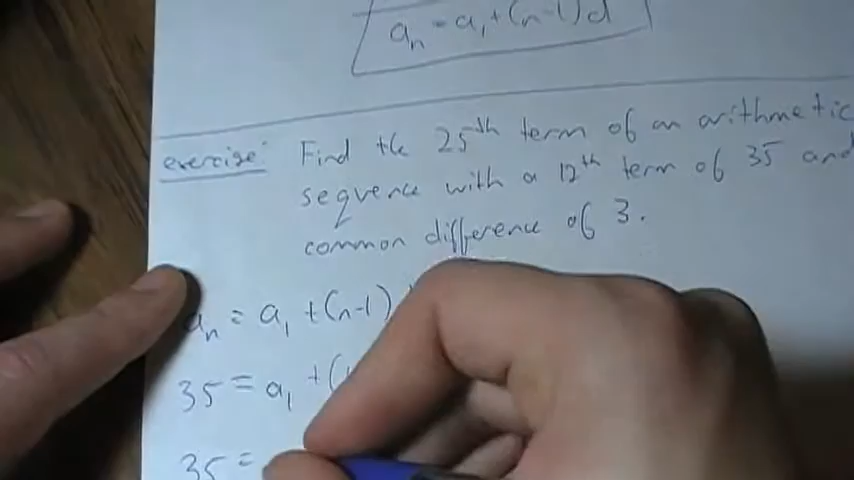 aₙ = a₁ + (n-1)d
exercise: Find the 25th term of an arithmetic
sequence with a 12th term of 35 and
common difference of 3.
aₙ = a₁ + (n-1)
35 = a₁ + (
35 =